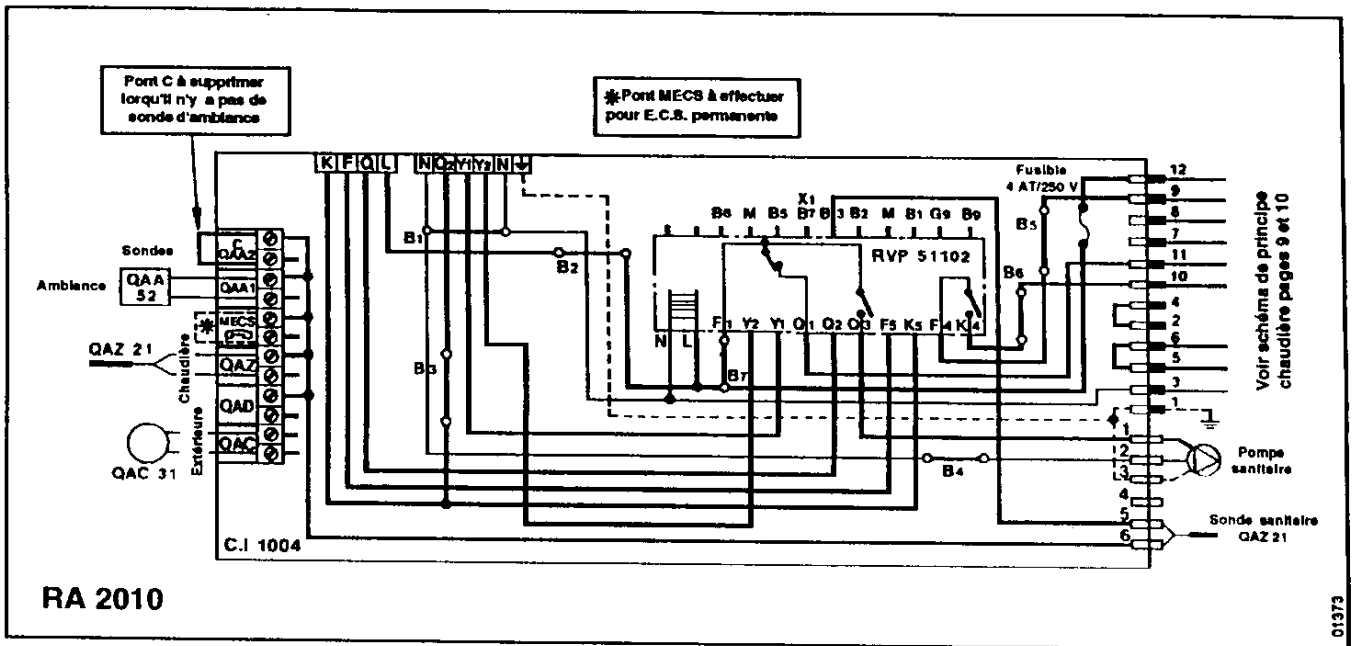 Pont C à supprimer
lorqu'il n'y a pas de
sonde d'ambiance
✳Pont MECS à effectuer
pour E.C.S. permanente
K F Q L N Q2 Y1 Y2 N
Fusible
4 AT/250 V
X1
B6 M B5 B7 B13 B2 M B1 G9 B9
RVP 51102
B1
B2
B3
B4
B5
B6
B7
N L F1 Y2 Y1 Q1 Q2 Q3 F5 K5 F4 K4
Sondes
Ambiance
QAA
52
C
QAA2
QAA1
✳
MECS
QAZ
QAD
QAC
QAZ 21
Chaudière
Extérieure
QAC 31
C.I 1004
12
9
8
7
11
10
4
2
6
5
3
1
Voir schéma de principe
chaudière pages 9 et 10
1
2
3
4
5
6
Pompe
sanitaire
Sonde sanitaire
QAZ 21
RA 2010
01373